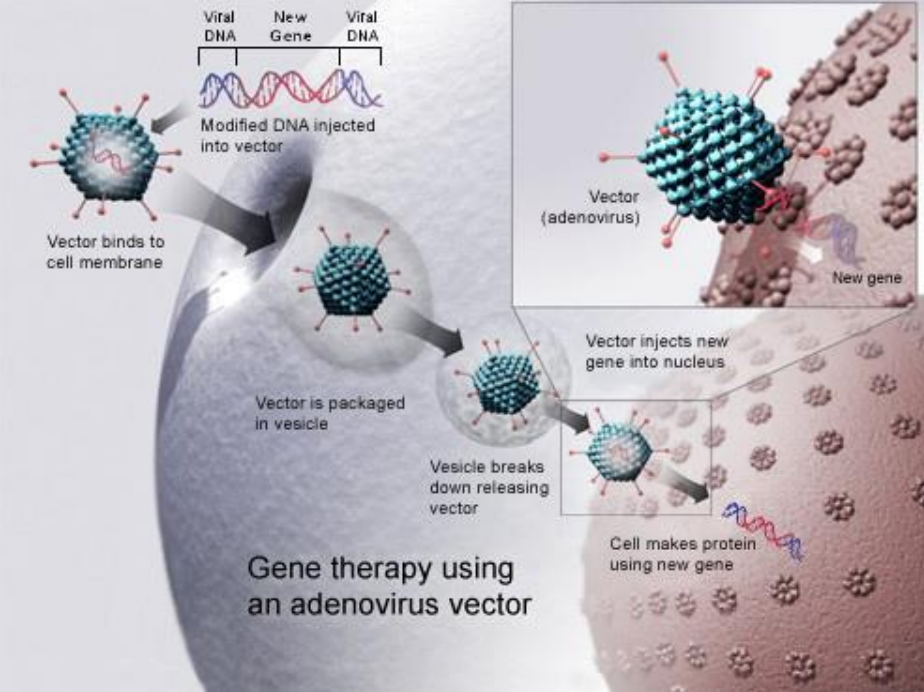 Viral DNA
New Gene
Viral DNA
Modified DNA injected
into vector
Vector binds to
cell membrane
Vector
(adenovirus)
New gene
Vector is packaged
in vesicle
Vector injects new
gene into nucleus
Vesicle breaks
down releasing
vector
Cell makes protein
using new gene
Gene therapy using
an adenovirus vector